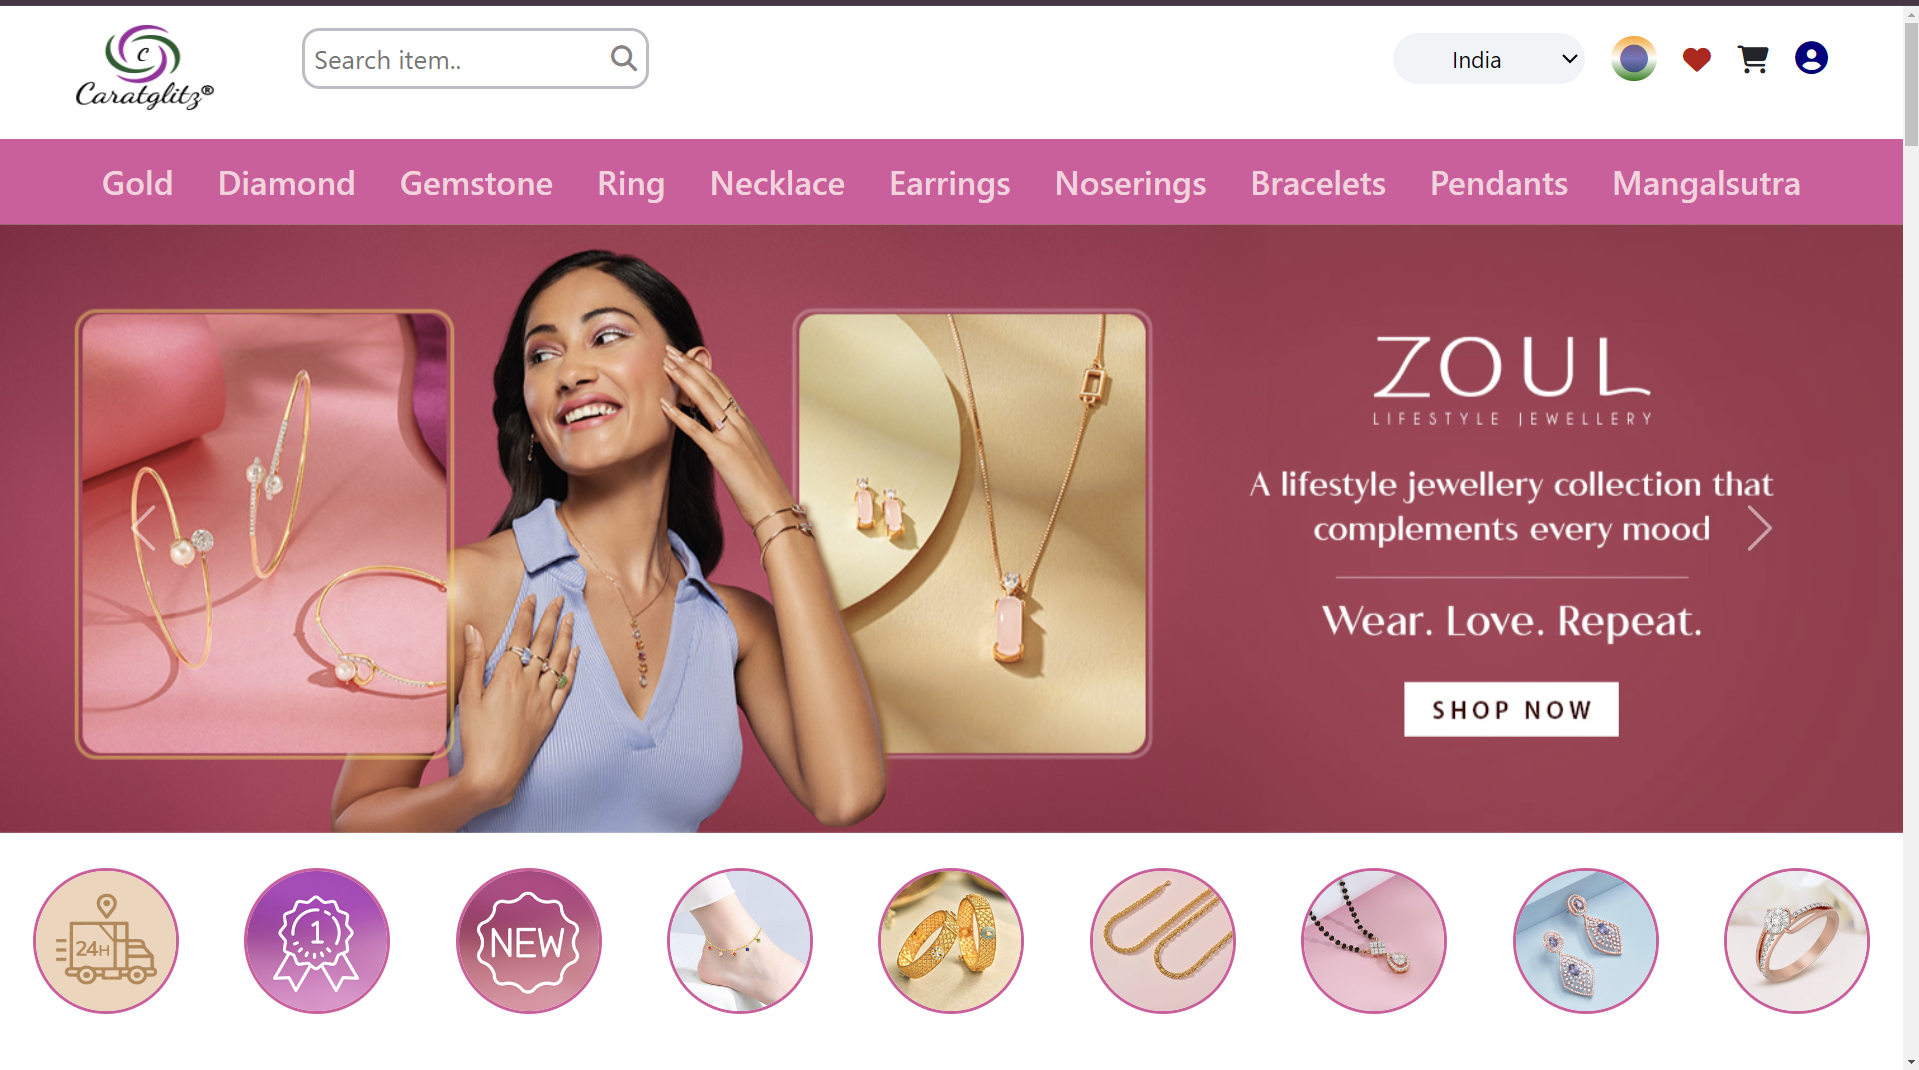 C
Caratglitz®
Search item..
India
Gold
Diamond
Gemstone
Ring
Necklace
Earrings
Noserings
Bracelets
Pendants
Mangalsutra
ZOUL
LIFESTYLE JEWELLERY
A lifestyle jewellery collection that
complements every mood
Wear. Love. Repeat.
SHOP NOW
24H
1
NEW